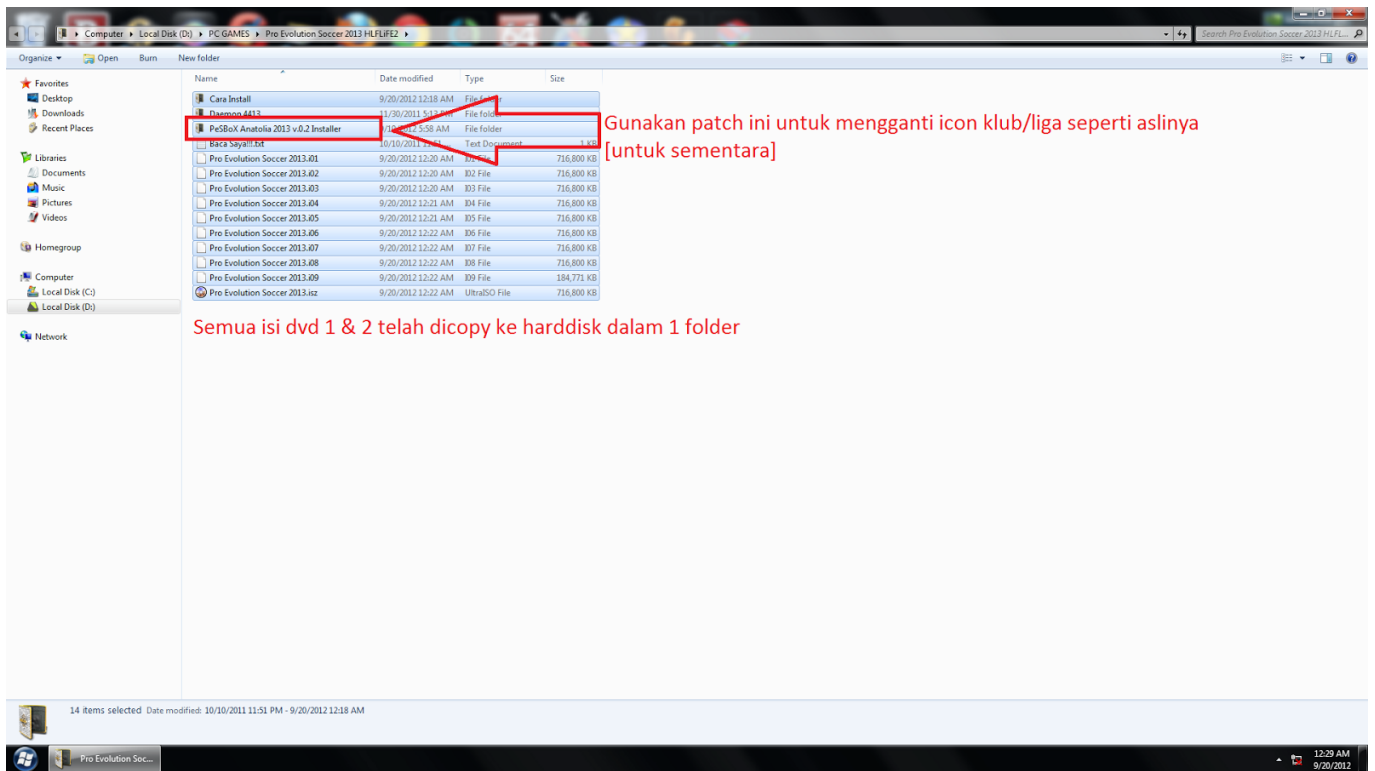 Computer ▸ Local Disk (D:) ▸ PC GAMES ▸ Pro Evolution Soccer 2013 HLFLiFE2 ▸
Search Pro Evolution Soccer 2013 HLFL...
Organize Open Burn New folder
Name Date modified Type Size
Favorites
Desktop
Downloads
Recent Places
Libraries
Documents
Music
Pictures
Videos
Homegroup
Computer
Local Disk (C:)
Local Disk (D:)
Network
Cara Install 9/20/2012 12:18 AM File folder
Daemon 4413 11/30/2011 5:13 PM File folder
PeSBoX Anatolia 2013 v.0.2 Installer 5:58 AM File folder
Baca Saya!!!.txt 10/10/2011 11:51 Text Document 1 KB
Pro Evolution Soccer 2013.i01 9/20/2012 12:20 AM I01 File 716,800 KB
Pro Evolution Soccer 2013.i02 9/20/2012 12:20 AM I02 File 716,800 KB
Pro Evolution Soccer 2013.i03 9/20/2012 12:20 AM I03 File 716,800 KB
Pro Evolution Soccer 2013.i04 9/20/2012 12:21 AM I04 File 716,800 KB
Pro Evolution Soccer 2013.i05 9/20/2012 12:21 AM I05 File 716,800 KB
Pro Evolution Soccer 2013.i06 9/20/2012 12:22 AM I06 File 716,800 KB
Pro Evolution Soccer 2013.i07 9/20/2012 12:22 AM I07 File 716,800 KB
Pro Evolution Soccer 2013.i08 9/20/2012 12:22 AM I08 File 716,800 KB
Pro Evolution Soccer 2013.i09 9/20/2012 12:22 AM I09 File 184,771 KB
Pro Evolution Soccer 2013.isz 9/20/2012 12:22 AM UltraISO File 716,800 KB
Gunakan patch ini untuk mengganti icon klub/liga seperti aslinya
[untuk sementara]
Semua isi dvd 1 & 2 telah dicopy ke harddisk dalam 1 folder
14 items selected Date modified: 10/10/2011 11:51 PM - 9/20/2012 12:18 AM
Pro Evolution Soc...
12:29 AM
9/20/2012